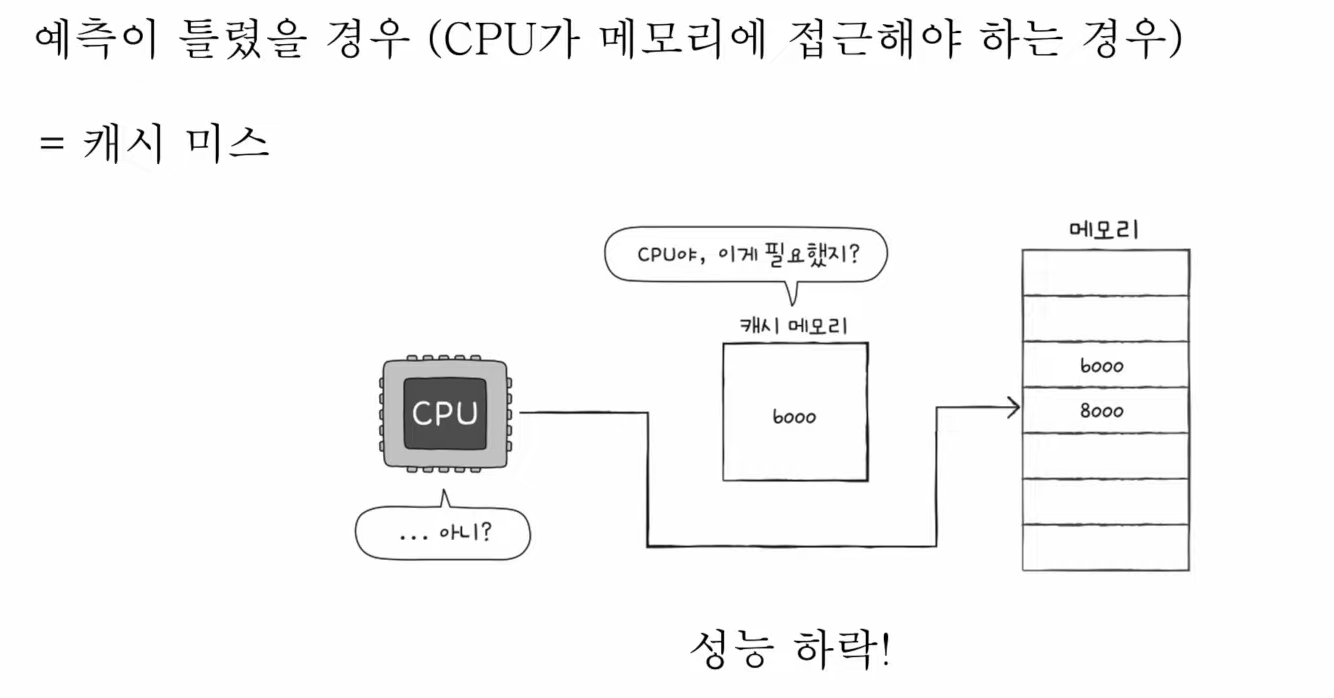 예측이 틀렸을 경우 (CPU가 메모리에 접근해야 하는 경우)
= 캐시 미스
메모리
CPU야, 이게 필요했지?
캐시 메모리
6000
8000
CPU
6000
... 아니?
성능 하락!